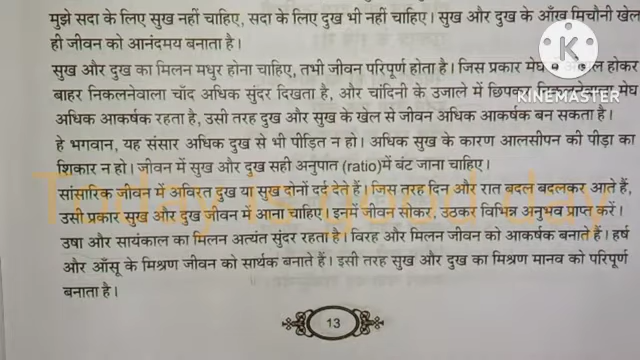 मुझे सदा के लिए सुख नहीं चाहिए, सदा के लिए दुख भी नहीं चाहिए। सुख और दुख के आँख मिचौनी खेल
ही जीवन को आनंदमय बनाता है।
सुख और दुख का मिलन मधुर होना चाहिए, तभी जीवन परिपूर्ण होता है। जिस प्रकार मेघ होकर
बाहर निकलनेवाला चाँद अधिक सुंदर दिखता है, और चांदिनी के उजाले में छिपकर मेघ
अधिक आकर्षक रहता है, उसी तरह दुख और सुख के खेल से जीवन अधिक आकर्षक बन सकता है।
हे भगवान, यह संसार अधिक दुख से भी पीड़ित न हो। अधिक सुख के कारण आलसीपन की पीड़ा का
शिकार न हो। जीवन में सुख और दुख सही अनुपात (ratio) में बंट जाना चाहिए।
सांसारिक जीवन में अविरत दुख या सुख दोनों दर्द देते हैं। जिस तरह दिन और रात बदल बदलकर आते हैं,
उसी प्रकार सुख और दुख जीवन में आना चाहिए। इनमें जीवन सोकर, उठकर विभिन्न अनुभव प्राप्त करें।
उषा और सायंकाल का मिलन अत्यंत सुंदर रहता है। विरह और मिलन जीवन को आकर्षक बनाते हैं। हर्ष
और आँसू के मिश्रण जीवन को सार्थक बनाते हैं। इसी तरह सुख और दुख का मिश्रण मानव को परिपूर्ण
बनाता है।
13
KINEMASTER
Today is good day